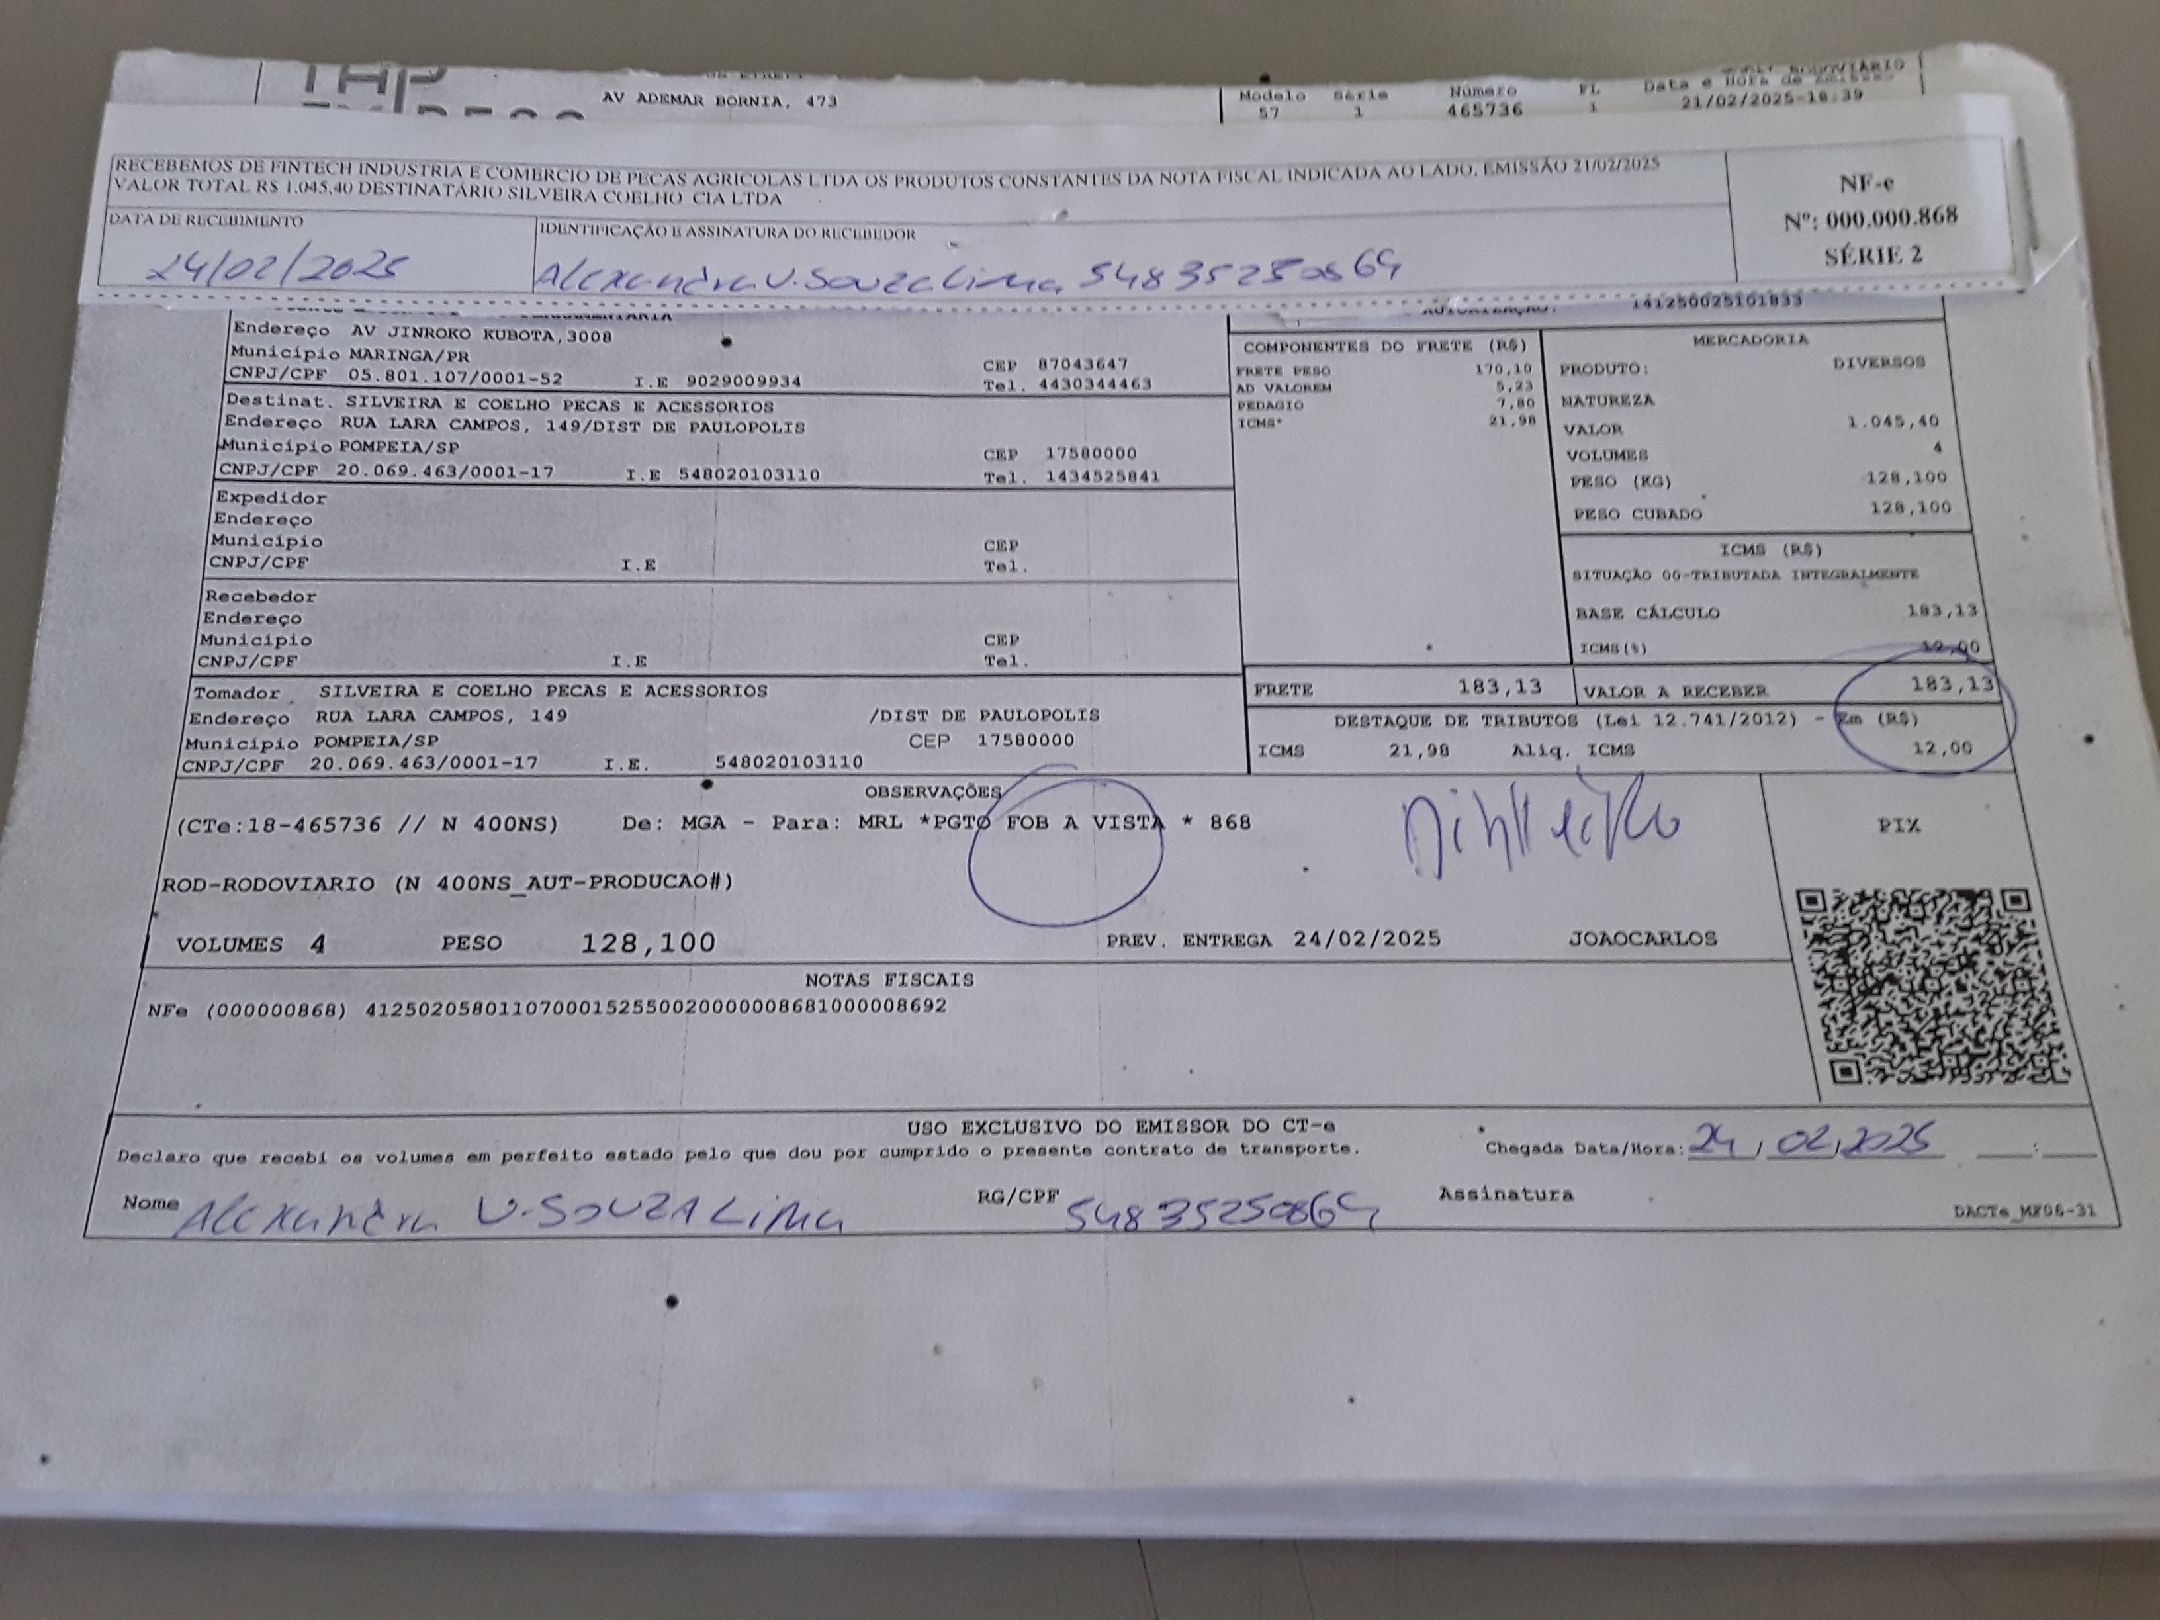 AV ADEMAR BORNIA, 473
Modelo Série Número FL Data e Hora de Emissão
57 1 465736 1 21/02/2025-18:39
RECEBEMOS DE FINTECH INDUSTRIA E COMERCIO DE PECAS AGRICOLAS LTDA OS PRODUTOS CONSTANTES DA NOTA FISCAL INDICADA AO LADO. EMISSÃO 21/02/2025
VALOR TOTAL R$ 1.045,40 DESTINATÁRIO SILVEIRA COELHO CIA LTDA
NF-e
Nº: 000.000.868
SÉRIE 2
DATA DE RECEBIMENTO
24/02/2025
IDENTIFICAÇÃO E ASSINATURA DO RECEBEDOR
Alexandra V. Souza Lima 54835250864
141250025101833
Endereço AV JINROKO KUBOTA,3008
Município MARINGA/PR CEP 87043647
CNPJ/CPF 05.801.107/0001-52 I.E 9029009934 Tel. 4430344463
Destinat. SILVEIRA E COELHO PECAS E ACESSORIOS
Endereço RUA LARA CAMPOS, 149/DIST DE PAULOPOLIS
Município POMPEIA/SP CEP 17580000
CNPJ/CPF 20.069.463/0001-17 I.E 548020103110 Tel. 1434525841
Expedidor
Endereço
Município CEP
CNPJ/CPF I.E Tel.
Recebedor
Endereço
Município CEP
CNPJ/CPF I.E Tel.
Tomador SILVEIRA E COELHO PECAS E ACESSORIOS
Endereço RUA LARA CAMPOS, 149 /DIST DE PAULOPOLIS
Município POMPEIA/SP CEP 17580000
CNPJ/CPF 20.069.463/0001-17 I.E. 548020103110
COMPONENTES DO FRETE (R$)
FRETE PESO 170,10
AD VALOREM 5,23
PEDAGIO 7,80
ICMS* 21,98
MERCADORIA
PRODUTO: DIVERSOS
NATUREZA
VALOR 1.045,40
VOLUMES 4
PESO (KG) 128,100
PESO CUBADO 128,100
ICMS (R$)
SITUAÇÃO 00-TRIBUTADA INTEGRALMENTE
BASE CÁLCULO 183,13
ICMS(%) 12,00
FRETE 183,13 VALOR A RECEBER 183,13
DESTAQUE DE TRIBUTOS (Lei 12.741/2012) - Em (R$)
ICMS 21,98 Aliq. ICMS 12,00
OBSERVAÇÕES
(CTe:18-465736 // N 400NS) De: MGA - Para: MRL *PGTO FOB A VISTA * 868
ROD-RODOVIARIO (N 400NS_AUT-PRODUCAO#)
VOLUMES 4 PESO 128,100 PREV. ENTREGA 24/02/2025 JOAOCARLOS
PIX
NOTAS FISCAIS
NFe (000000868) 41250205801107000152550020000008681000008692
USO EXCLUSIVO DO EMISSOR DO CT-e
Declaro que recebi os volumes em perfeito estado pelo que dou por cumprido o presente contrato de transporte. Chegada Data/Hora: 24/02/2025 __:__
Nome Alexandra V. SOUZA LIMA RG/CPF 54835250864 Assinatura
DACTe_MF06-31